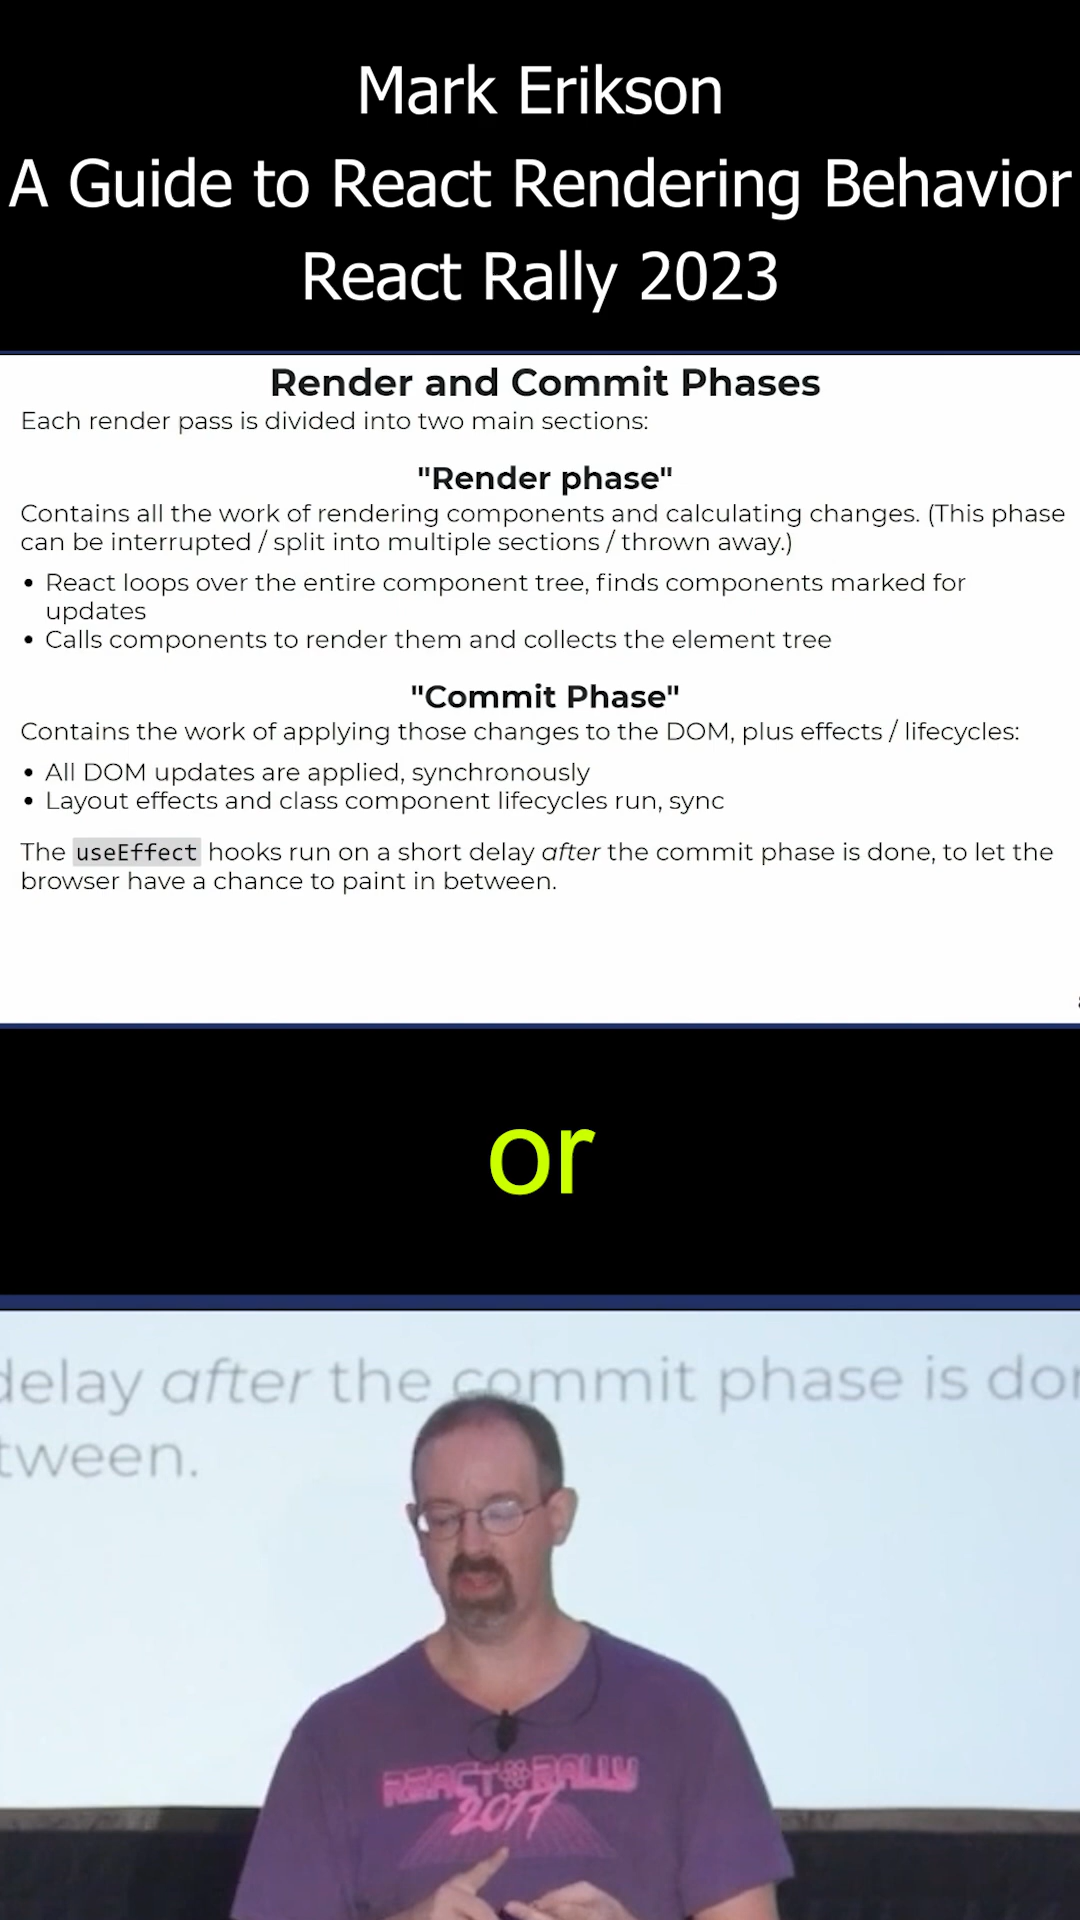 Mark Erikson
A Guide to React Rendering Behavior
React Rally 2023
Render and Commit Phases
Each render pass is divided into two main sections:
"Render phase"
Contains all the work of rendering components and calculating changes. (This phase
can be interrupted / split into multiple sections / thrown away.)
• React loops over the entire component tree, finds components marked for
updates
• Calls components to render them and collects the element tree
"Commit Phase"
Contains the work of applying those changes to the DOM, plus effects / lifecycles:
• All DOM updates are applied, synchronously
• Layout effects and class component lifecycles run, sync
The useEffect hooks run on a short delay after the commit phase is done, to let the
browser have a chance to paint in between.
or
delay after the commit phase is
tween.
REACT RALLY
2017